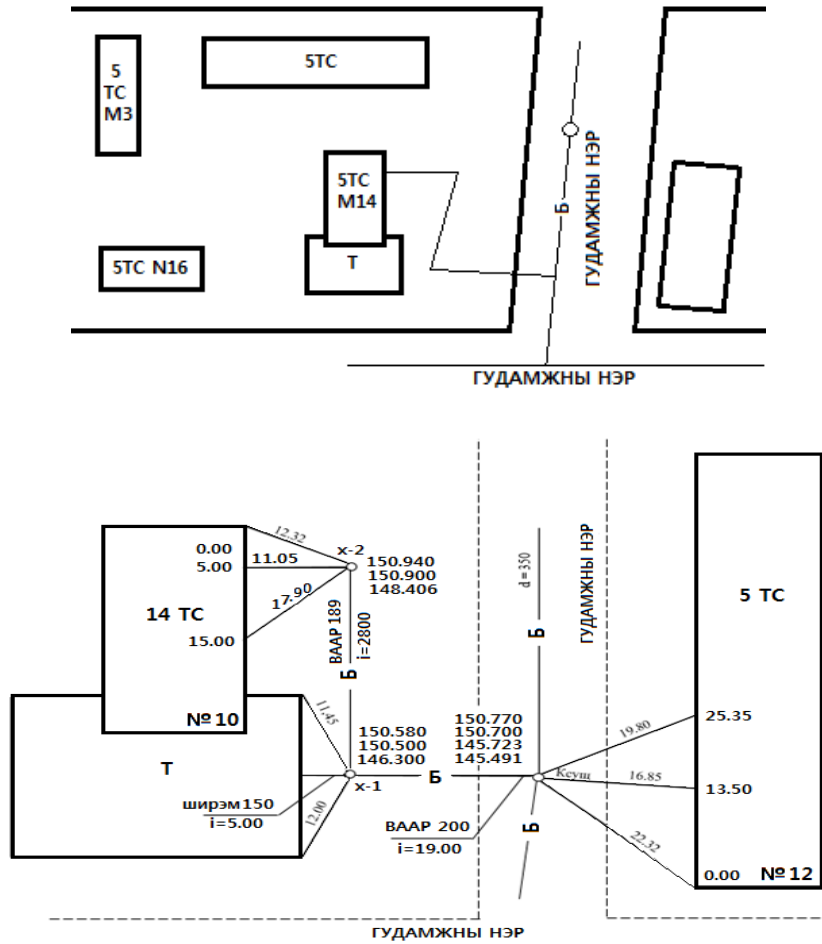 5
ТС
М3
5ТС
5ТС
М14
Т
5ТС N16
Б
ГУДАМЖНЫ НЭР
ГУДАМЖНЫ НЭР
12.32
0.00
5.00
11.05
х-2
150.940
150.900
148.406
17.90
14 ТС
15.00
ВААР 189
i=2800
Б
№10
Т
11.45
150.580
150.500
146.300
х-1
ширэм150
i=5.00
12.00
Б
150.770
150.700
145.723
145.491
ВААР 200
i=19.00
d = 350
Б
ГУДАМЖНЫ НЭР
Ксущ
Б
5 ТС
19.80
25.35
16.85
13.50
22.32
0.00
№12
ГУДАМЖНЫ НЭР